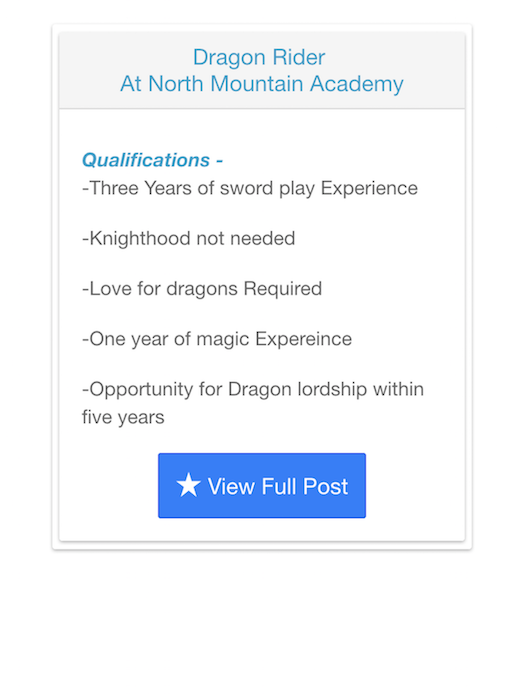 Dragon Rider
At North Mountain Academy
Qualifications -
-Three Years of sword play Experience
-Knighthood not needed
-Love for dragons Required
-One year of magic Expereince
-Opportunity for Dragon lordship within
five years
View Full Post